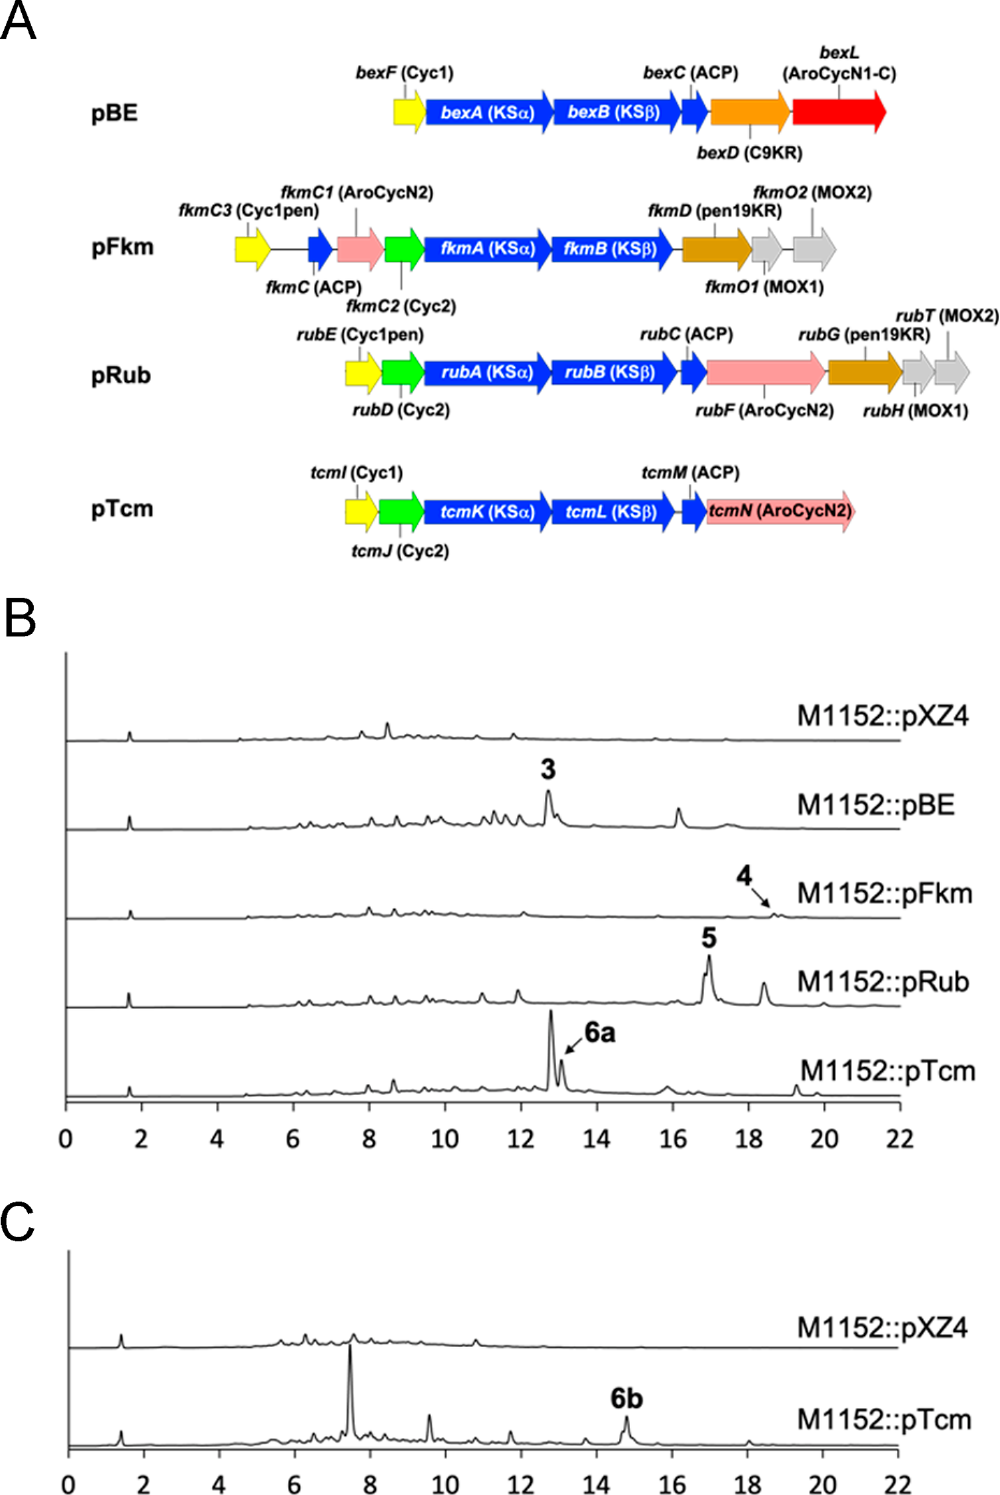 A
bexL
bexF (Cyc1)
bexC (ACP)
(AroCycN1-C)
pBE
bexA (KSα)
bexB (KSβ)
bexD (C9KR)
fkmC1 (AroCycN2)
fkmO2 (MOX2)
fkmC3 (Cyc1pen)
fkmD (pen19KR)
pFkm
fkmA (KSα)
fkmB (KSβ)
fkmC (ACP)
fkmO1 (MOX1)
fkmC2 (Cyc2)
rubT (MOX2)
rubE (Cyc1pen)
rubC (ACP)
rubG (pen19KR)
pRub
rubA (KSα)
rubB (KSβ)
rubD (Cyc2)
rubF (AroCycN2)
rubH (MOX1)
tcmI (Cyc1)
tcmM (ACP)
pTcm
tcmK (KSα)
tcmL (KSβ)
tcmN (AroCycN2)
tcmJ (Cyc2)
B
M1152::pXZ4
3
M1152::pBE
4
M1152::pFkm
5
M1152::pRub
6a
M1152::pTcm
0 2 4 6 8 10 12 14 16 18 20 22
C
M1152::pXZ4
6b
M1152::pTcm
0 2 4 6 8 10 12 14 16 18 20 22